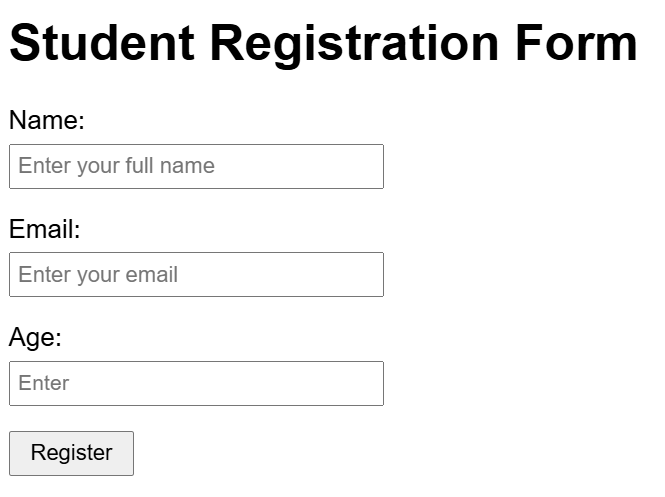 Student Registration Form
Name:
Enter your full name
Email:
Enter your email
Age:
Enter
Register